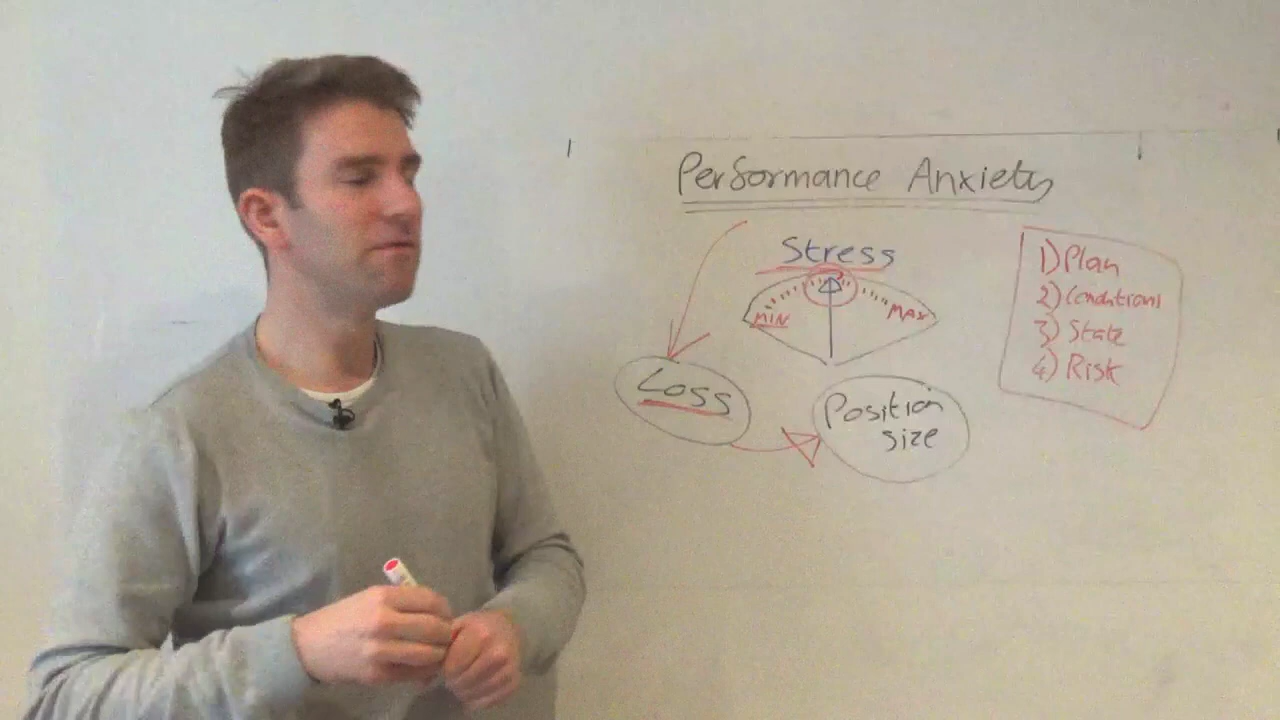 Performance Anxiety
Stress
MIN
MAX
Loss
Position
size
1) Plan
2) Conditions
3) State
4) Risk